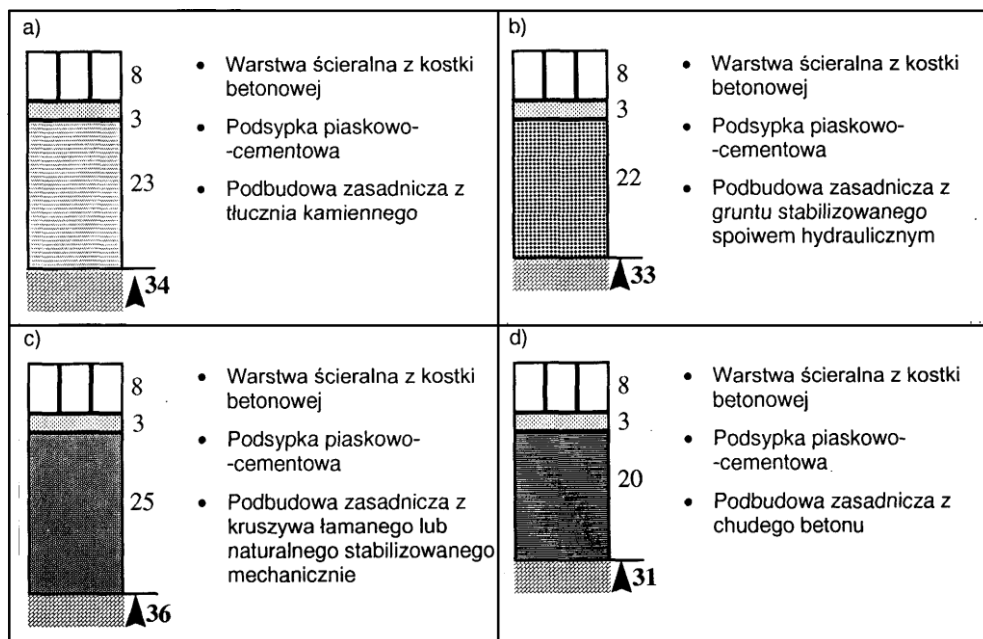 a)
8
3
23
34
• Warstwa ścieralna z kostki
betonowej
• Podsypka piaskowo-
-cementowa
• Podbudowa zasadnicza z
tłucznia kamiennego
b)
8
3
22
33
• Warstwa ścieralna z kostki
betonowej
• Podsypka piaskowo-
-cementowa
• Podbudowa zasadnicza z
gruntu stabilizowanego
spoiwem hydraulicznym
c)
8
3
25
36
• Warstwa ścieralna z kostki
betonowej
• Podsypka piaskowo-
-cementowa
• Podbudowa zasadnicza z
kruszywa łamanego lub
naturalnego stabilizowanego
mechanicznie
d)
8
3
20
31
• Warstwa ścieralna z kostki
betonowej
• Podsypka piaskowo-
-cementowa
• Podbudowa zasadnicza z
chudego betonu